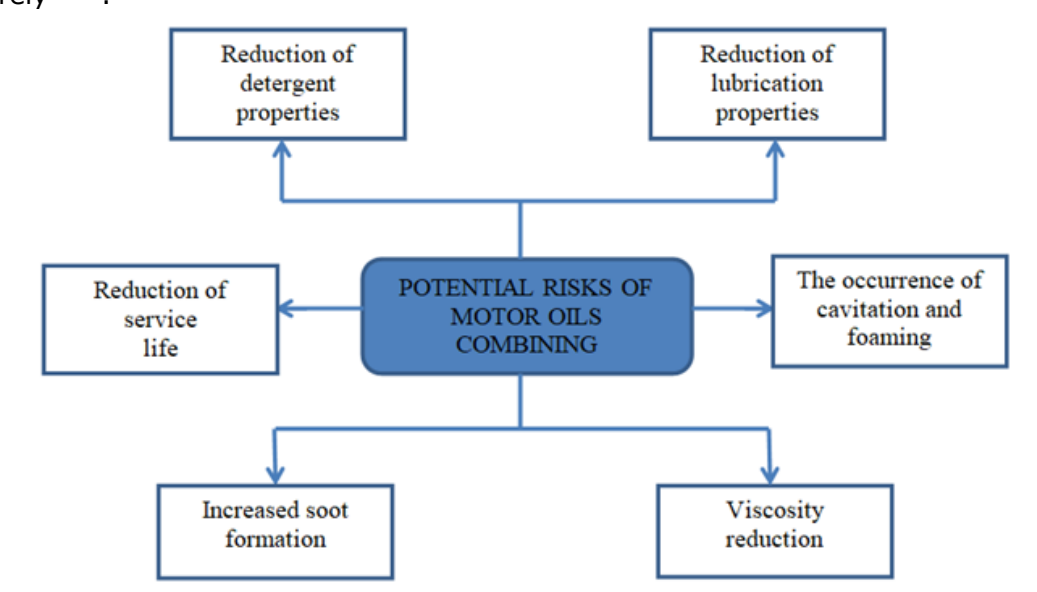 Reduction of
detergent
properties
Reduction of
lubrication
properties
Reduction of
service
life
POTENTIAL RISKS OF
MOTOR OILS
COMBINING
The occurrence of
cavitation and
foaming
Increased soot
formation
Viscosity
reduction